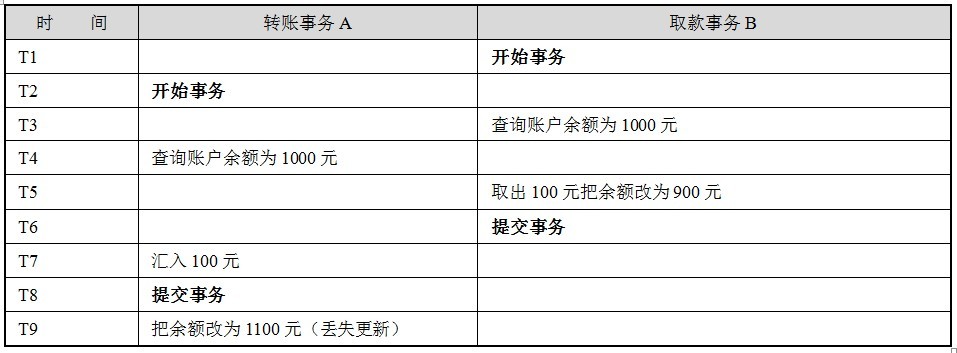 时 间 转账事务 A 取款事务 B
T1 开始事务
T2 开始事务
T3 查询账户余额为 1000 元
T4 查询账户余额为 1000 元
T5 取出 100 元把余额改为 900 元
T6 提交事务
T7 汇入 100 元
T8 提交事务
T9 把余额改为 1100 元（丢失更新）